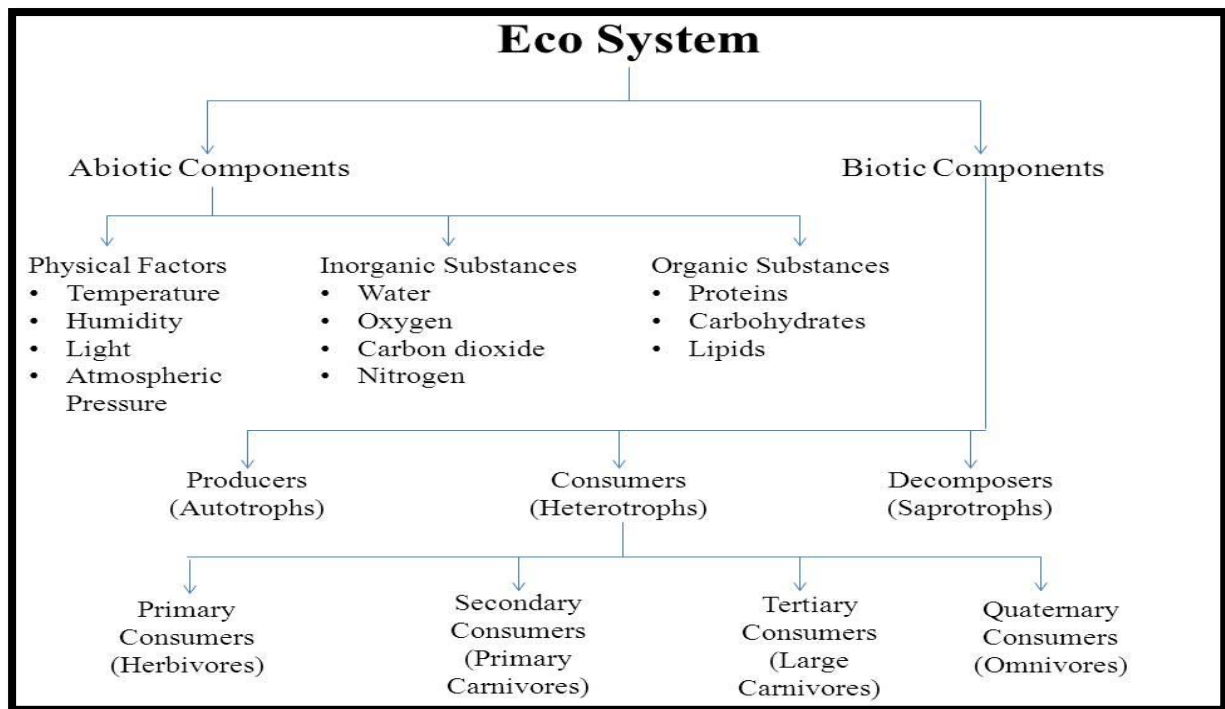 Eco System
Abiotic Components
Biotic Components
Physical Factors
• Temperature
• Humidity
• Light
• Atmospheric
Pressure
Inorganic Substances
• Water
• Oxygen
• Carbon dioxide
• Nitrogen
Organic Substances
• Proteins
• Carbohydrates
• Lipids
Producers
(Autotrophs)
Consumers
(Heterotrophs)
Decomposers
(Saprotrophs)
Primary
Consumers
(Herbivores)
Secondary
Consumers
(Primary
Carnivores)
Tertiary
Consumers
(Large
Carnivores)
Quaternary
Consumers
(Omnivores)